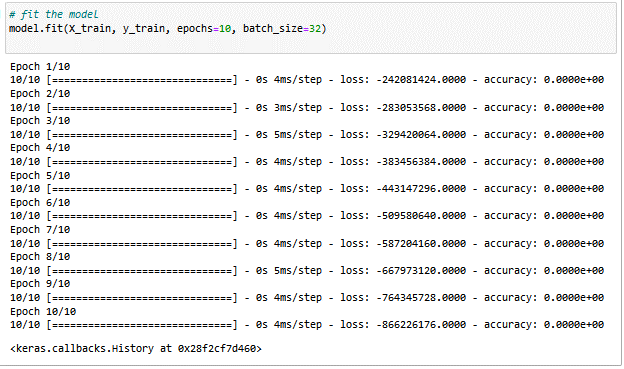 # fit the model
model.fit(X_train, y_train, epochs=10, batch_size=32)
Epoch 1/10
10/10 [==============================] - 0s 4ms/step - loss: -242081424.0000 - accuracy: 0.0000e+00
Epoch 2/10
10/10 [==============================] - 0s 3ms/step - loss: -283053568.0000 - accuracy: 0.0000e+00
Epoch 3/10
10/10 [==============================] - 0s 5ms/step - loss: -329420064.0000 - accuracy: 0.0000e+00
Epoch 4/10
10/10 [==============================] - 0s 4ms/step - loss: -383456384.0000 - accuracy: 0.0000e+00
Epoch 5/10
10/10 [==============================] - 0s 4ms/step - loss: -443147296.0000 - accuracy: 0.0000e+00
Epoch 6/10
10/10 [==============================] - 0s 4ms/step - loss: -509580640.0000 - accuracy: 0.0000e+00
Epoch 7/10
10/10 [==============================] - 0s 4ms/step - loss: -587204160.0000 - accuracy: 0.0000e+00
Epoch 8/10
10/10 [==============================] - 0s 5ms/step - loss: -667973120.0000 - accuracy: 0.0000e+00
Epoch 9/10
10/10 [==============================] - 0s 4ms/step - loss: -764345728.0000 - accuracy: 0.0000e+00
Epoch 10/10
10/10 [==============================] - 0s 4ms/step - loss: -866226176.0000 - accuracy: 0.0000e+00
<keras.callbacks.History at 0x28f2cf7d460>